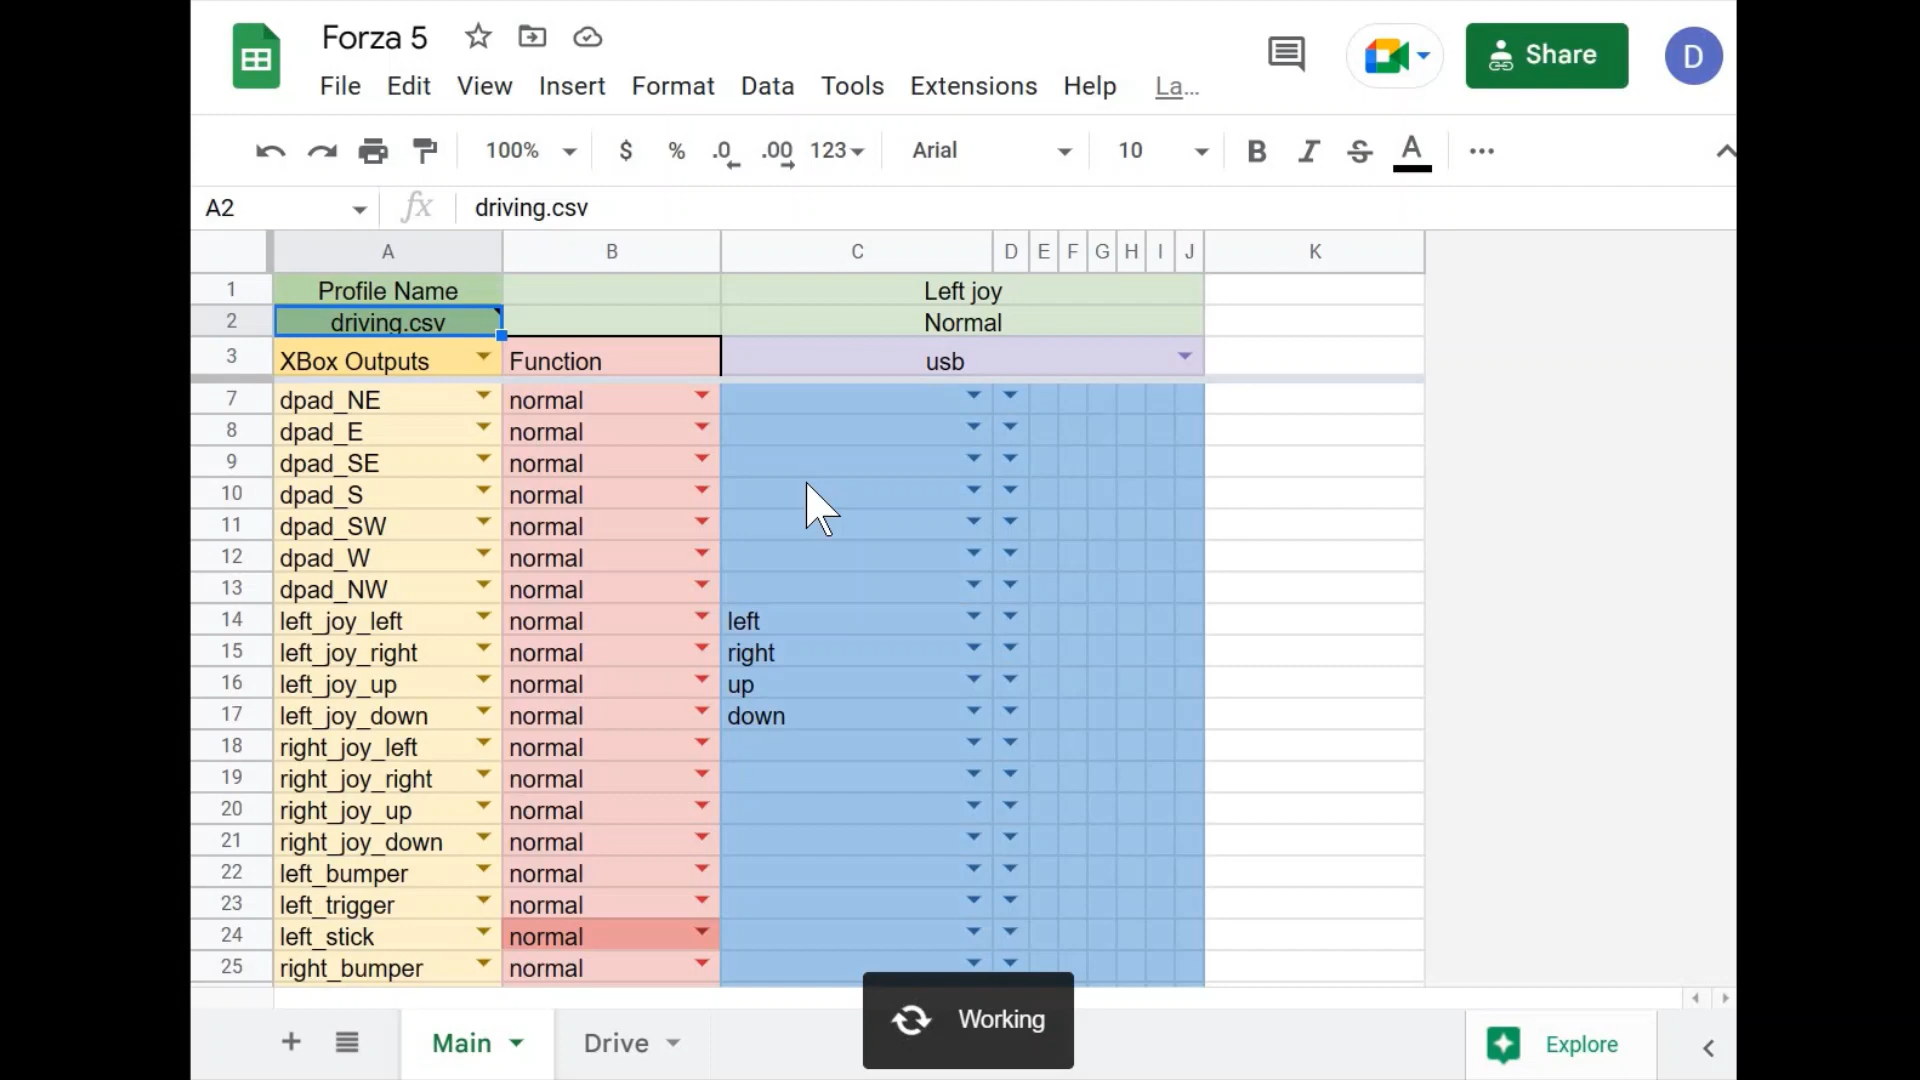 Forza 5
Share
D
File Edit View Insert Format Data Tools Extensions Help La...
100% $ % .0 .00 123 Arial 10 B I S A
A2 fx driving.csv
A B C D E F G H I J K
1 Profile Name Left joy
2 driving.csv Normal
3 XBox Outputs Function usb
7 dpad_NE normal
8 dpad_E normal
9 dpad_SE normal
10 dpad_S normal
11 dpad_SW normal
12 dpad_W normal
13 dpad_NW normal
14 left_joy_left normal left
15 left_joy_right normal right
16 left_joy_up normal up
17 left_joy_down normal down
18 right_joy_left normal
19 right_joy_right normal
20 right_joy_up normal
21 right_joy_down normal
22 left_bumper normal
23 left_trigger normal
24 left_stick normal
25 right_bumper normal
Working
Main Drive Explore